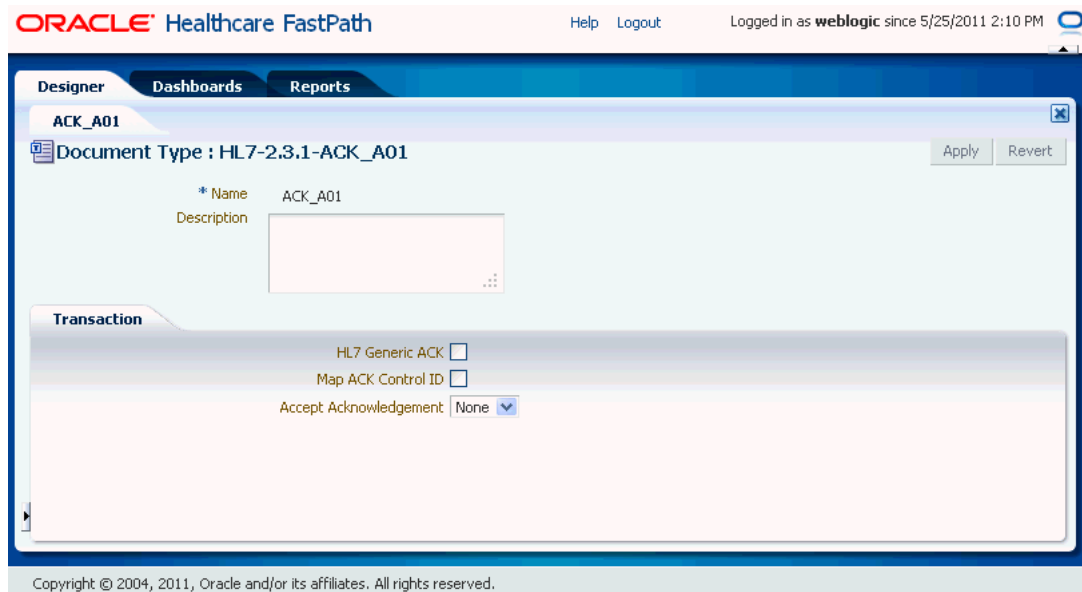 ORACLE Healthcare FastPath
Help Logout Logged in as weblogic since 5/25/2011 2:10 PM
Designer Dashboards Reports
ACK_A01
Document Type : HL7-2.3.1-ACK_A01 Apply Revert
* Name ACK_A01
Description
Transaction
HL7 Generic ACK
Map ACK Control ID
Accept Acknowledgement None
Copyright © 2004, 2011, Oracle and/or its affiliates. All rights reserved.